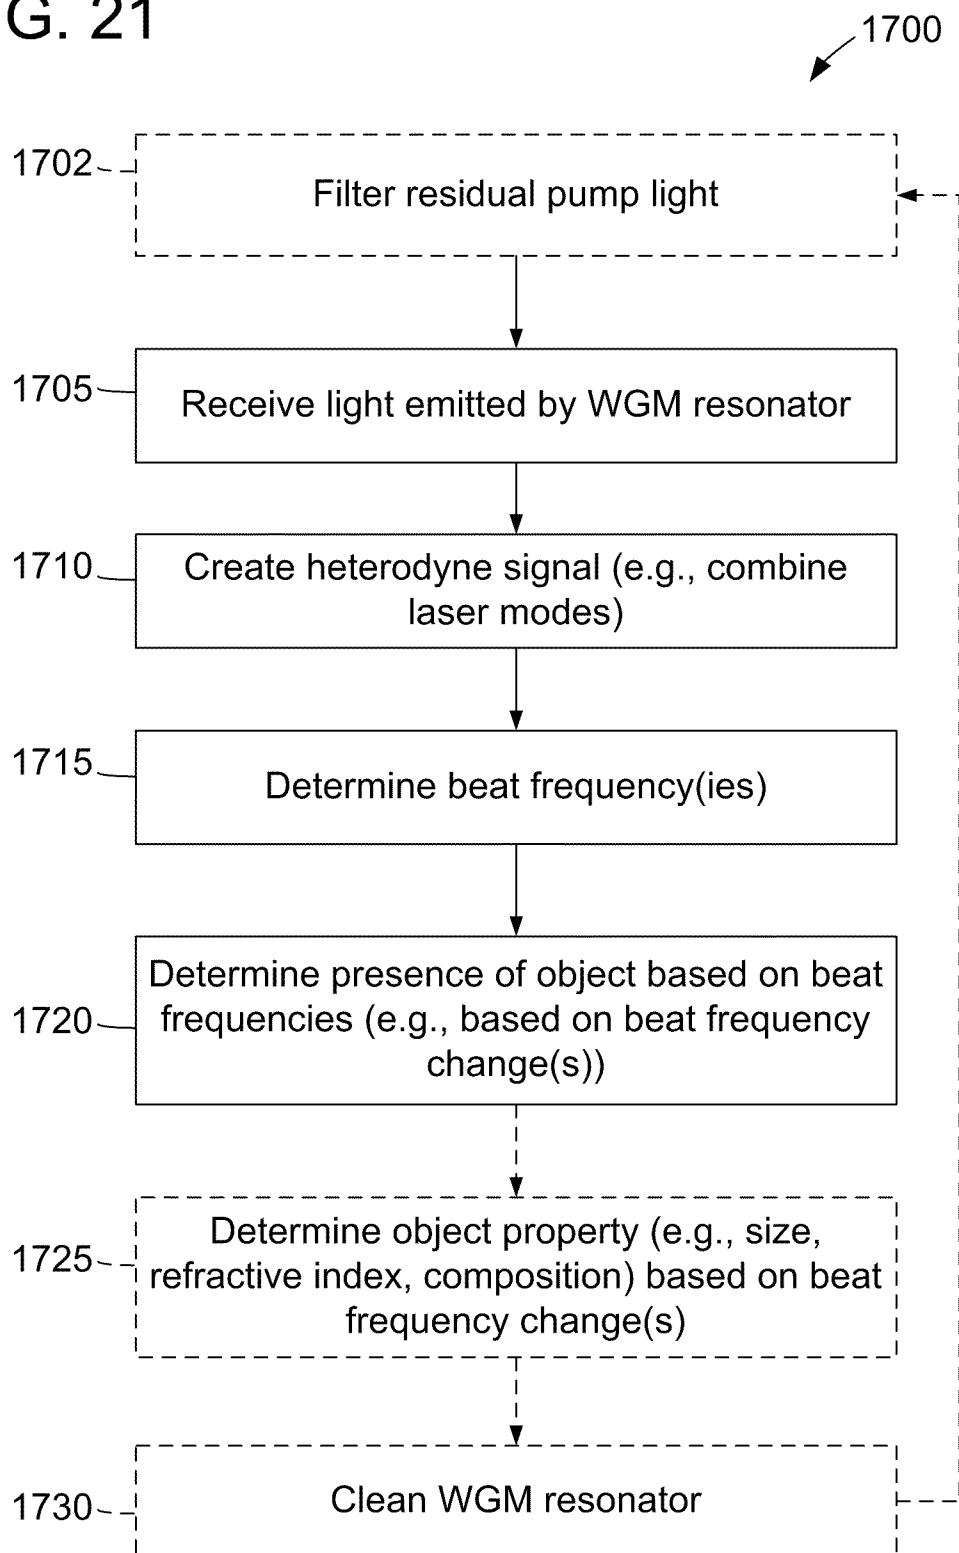 G. 21
1700
1702
Filter residual pump light
1705
Receive light emitted by WGM resonator
1710
Create heterodyne signal (e.g., combine
laser modes)
1715
Determine beat frequency(ies)
1720
Determine presence of object based on beat
frequencies (e.g., based on beat frequency
change(s))
1725
Determine object property (e.g., size,
refractive index, composition) based on beat
frequency change(s)
1730
Clean WGM resonator